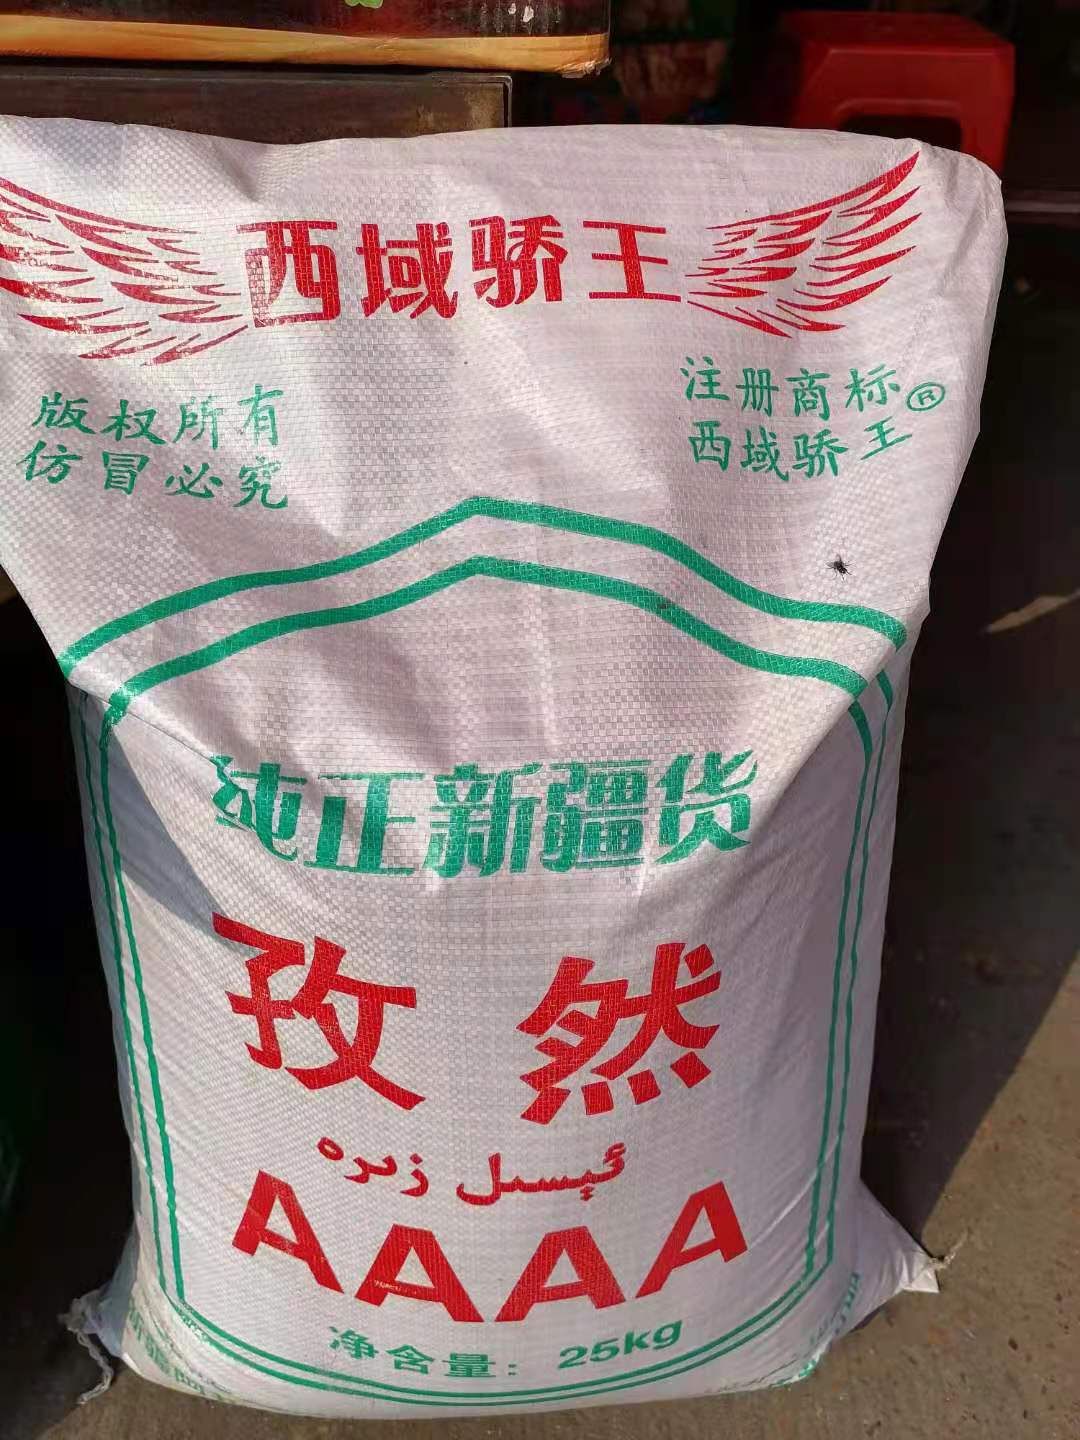 西域骄王
版权所有
仿冒必究
注册商标®
西域骄王
纯正新疆货
孜然
ئېسىل زىرە
AAAA
净含量：25kg